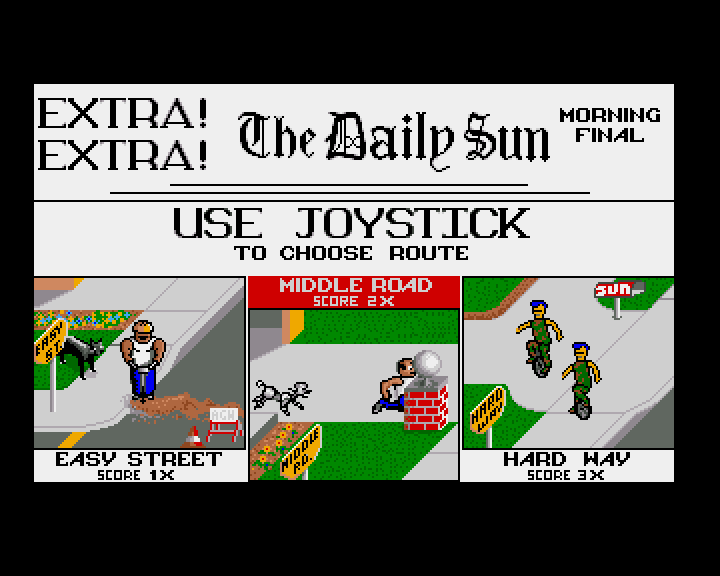 EXTRA!
EXTRA!
The Daily Sun
MORNING
FINAL
USE JOYSTICK
TO CHOOSE ROUTE
EASY
ST.
AGH
EASY STREET
SCORE 1X
MIDDLE ROAD
SCORE 2X
MIDDLE
RD.
SUN
HARD
WAY
HARD WAY
SCORE 3X